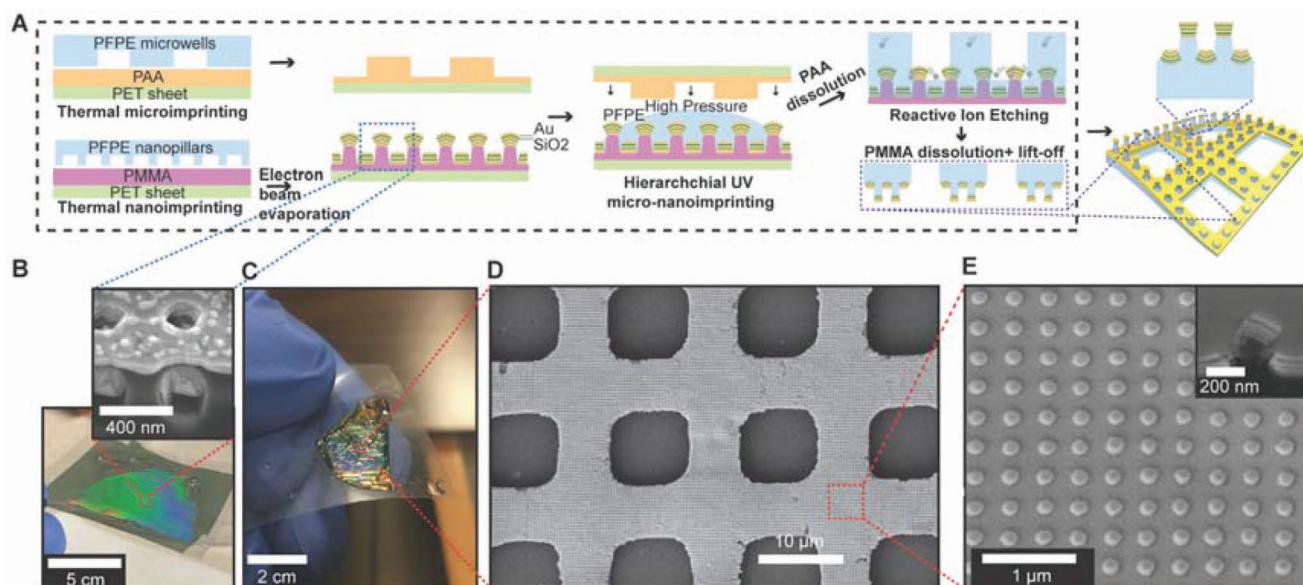 A
PFPE microwells
PAA
PET sheet
Thermal microimprinting
PFPE nanopillars
PMMA
PET sheet
Thermal nanoimprinting
Electron
beam
evaporation
Au
SiO2
High Pressure
PFPE
Hierarchchial UV
micro-nanoimprinting
PAA
dissolution
Reactive Ion Etching
PMMA dissolution+ lift-off
B
400 nm
5 cm
C
2 cm
D
10 µm
E
200 nm
1 µm